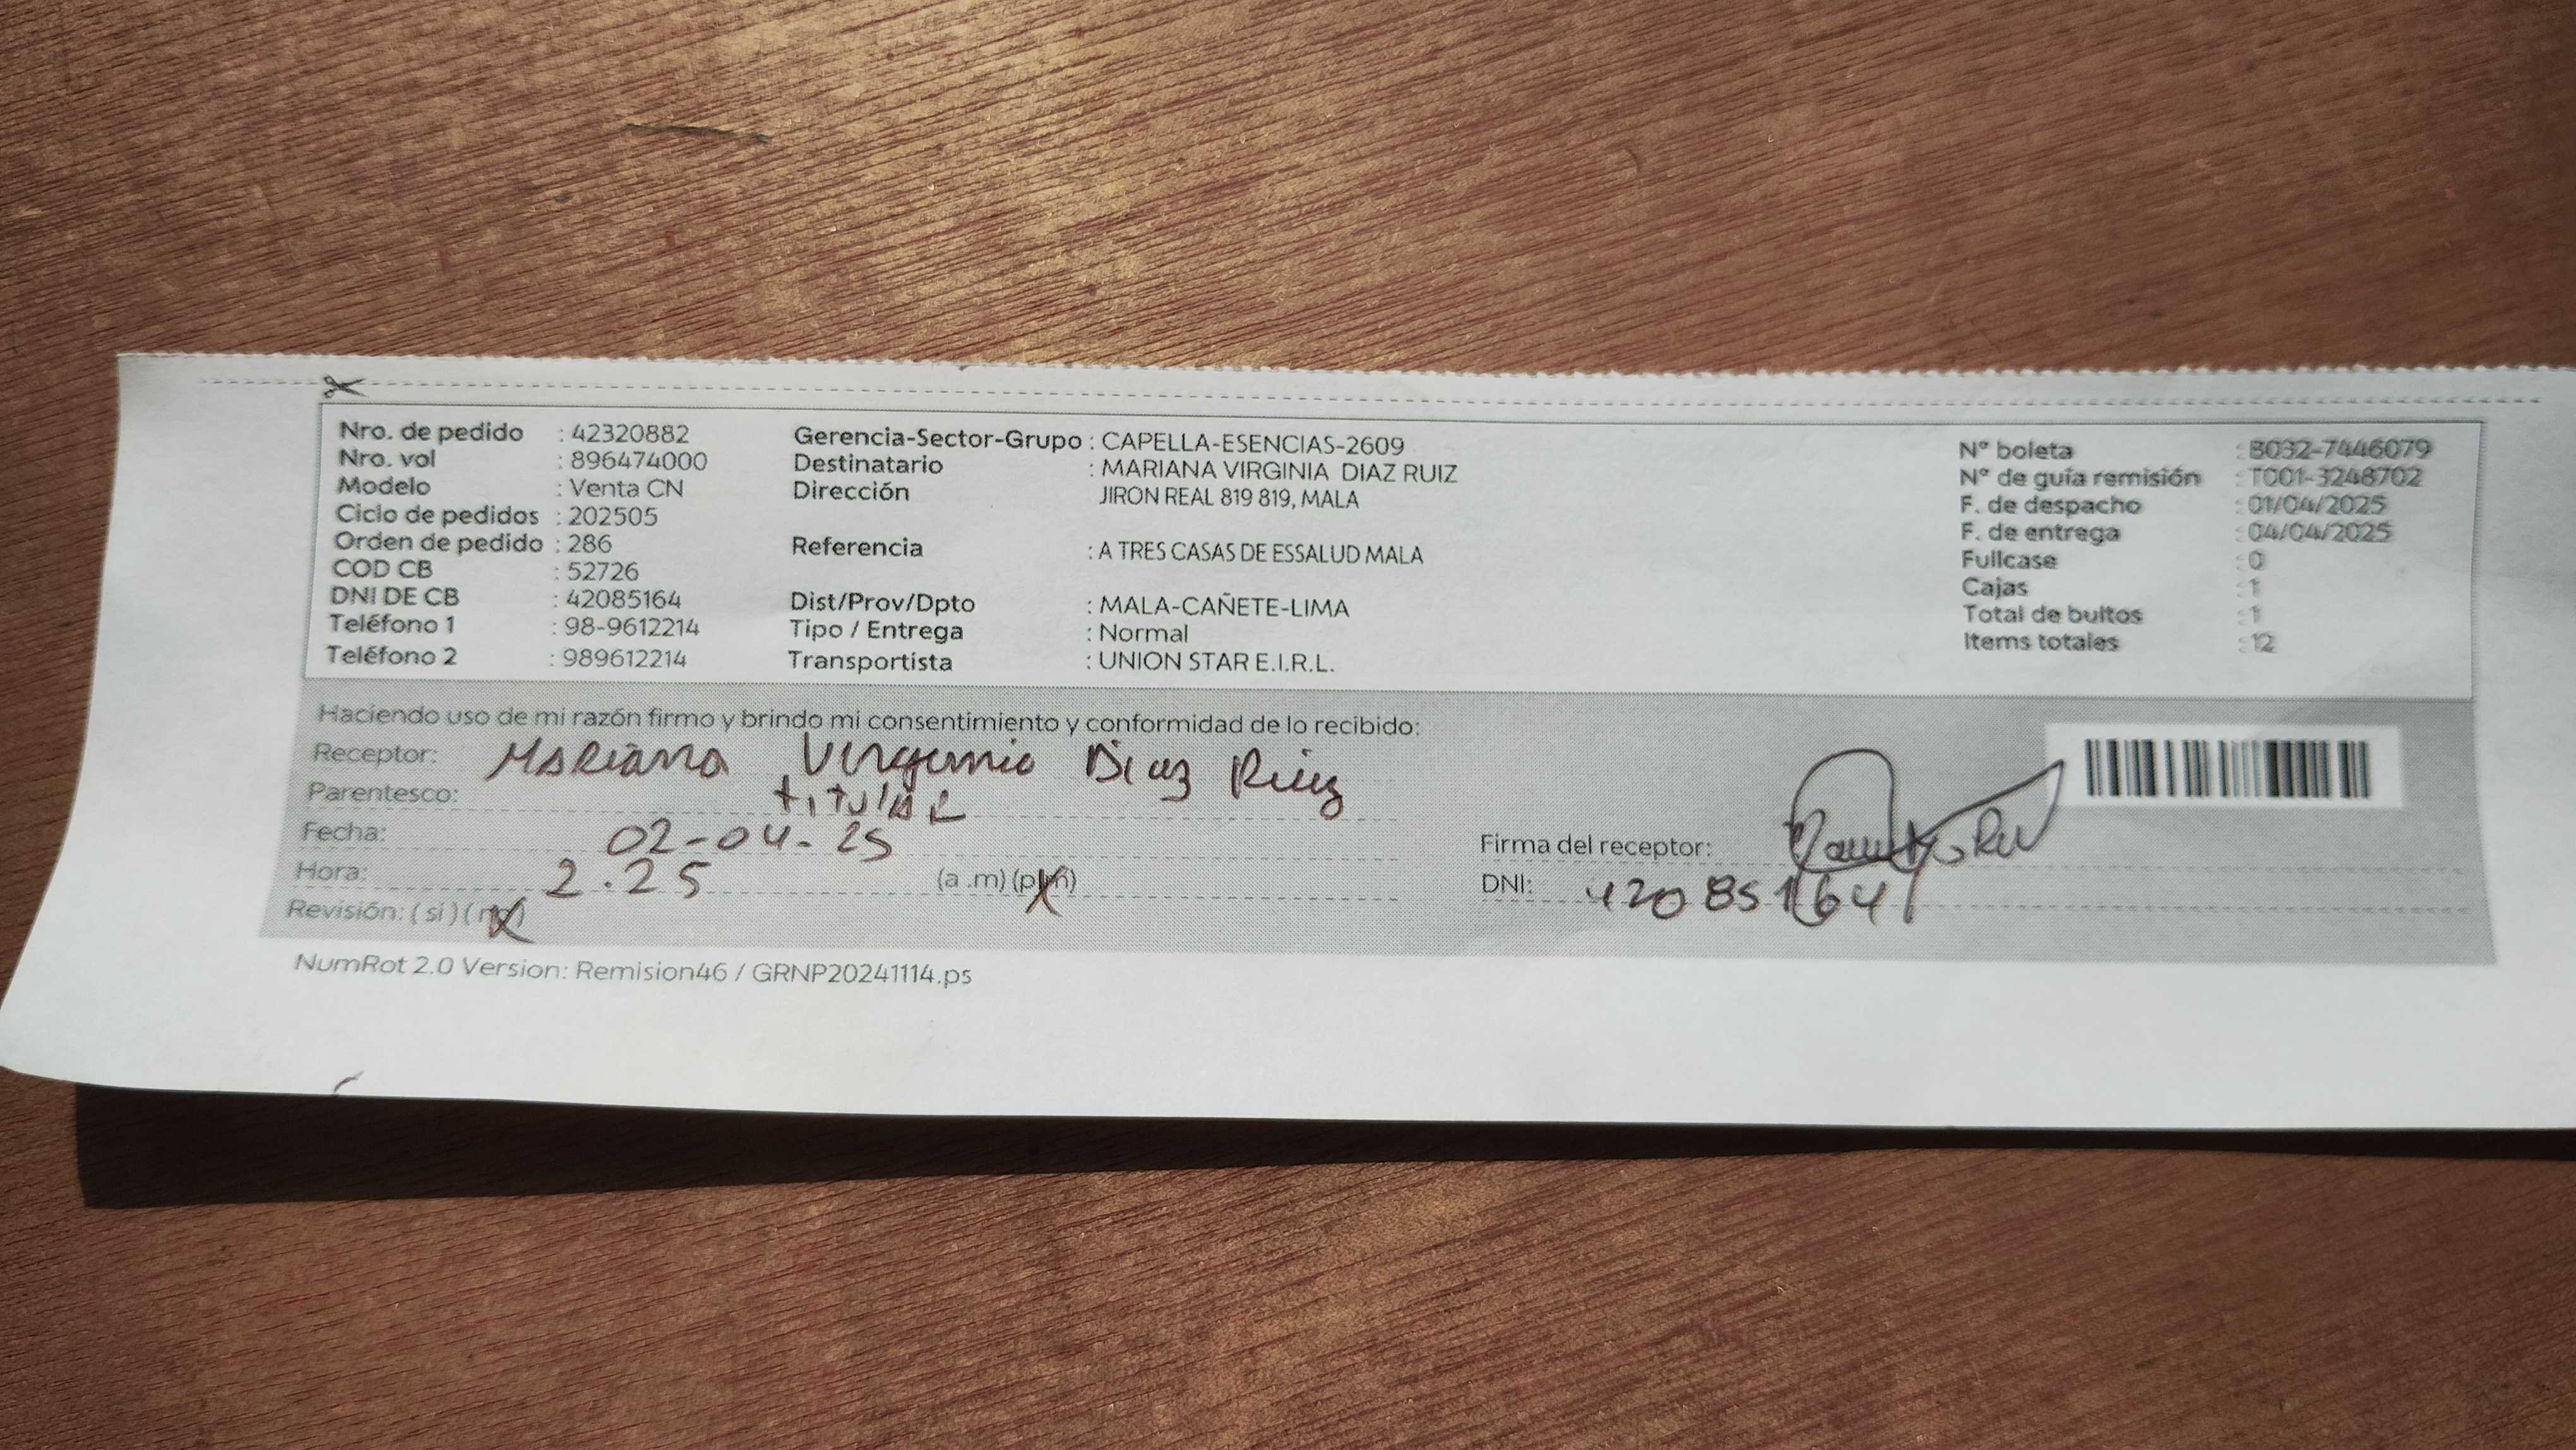 Nro. de pedido : 42320882
Nro. vol : 896474000
Modelo : Venta CN
Ciclo de pedidos : 202505
Orden de pedido : 286
COD CB : 52726
DNI DE CB : 42085164
Teléfono 1 : 98-9612214
Teléfono 2 : 989612214
Gerencia-Sector-Grupo : CAPELLA-ESENCIAS-2609
Destinatario : MARIANA VIRGINIA DIAZ RUIZ
Dirección JIRON REAL 819 819, MALA
Referencia : A TRES CASAS DE ESSALUD MALA
Dist/Prov/Dpto : MALA-CAÑETE-LIMA
Tipo / Entrega : Normal
Transportista : UNION STAR E.I.R.L.
N° boleta : B032-7446079
N° de guía remisión : T001-3248702
F. de despacho : 01/04/2025
F. de entrega : 04/04/2025
Fullcase : 0
Cajas : 1
Total de bultos : 1
Items totales : 12
Haciendo uso de mi razón firmo y brindo mi consentimiento y conformidad de lo recibido:
Receptor: Mariana Virginia Diaz Ruiz
Parentesco: titular
Fecha: 02-04-25
Hora: 2.25 (a .m) (p.m)
Revisión: ( si ) ( no )
Firma del receptor:
DNI: 42085164
NumRot 2.0 Version: Remision46 / GRNP20241114.ps